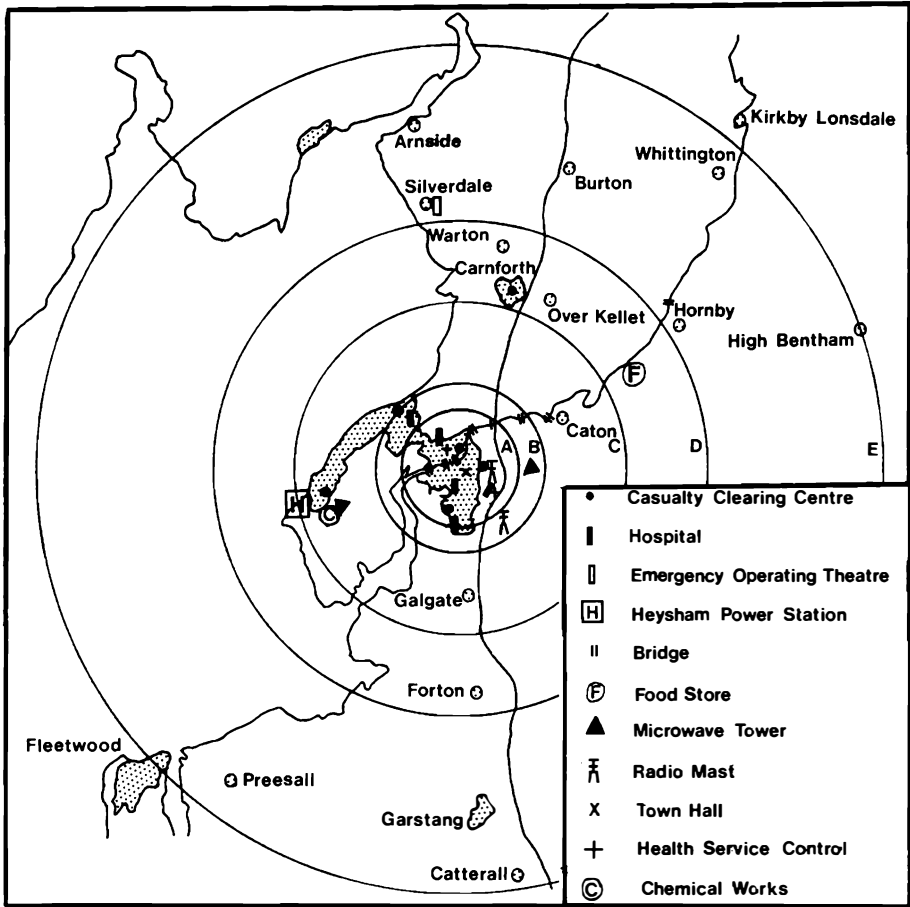 Kirkby Lonsdale
Arnside
Whittington
Burton
Silverdale
Warton
Carnforth
Over Kellet
Hornby
High Bentham
F
Caton
A
B
C
D
E
H
C
Galgate
Forton
Fleetwood
Preesall
Garstang
Catterall
Casualty Clearing Centre
Hospital
Emergency Operating Theatre
H Heysham Power Station
Bridge
F Food Store
Microwave Tower
Radio Mast
X Town Hall
+ Health Service Control
C Chemical Works